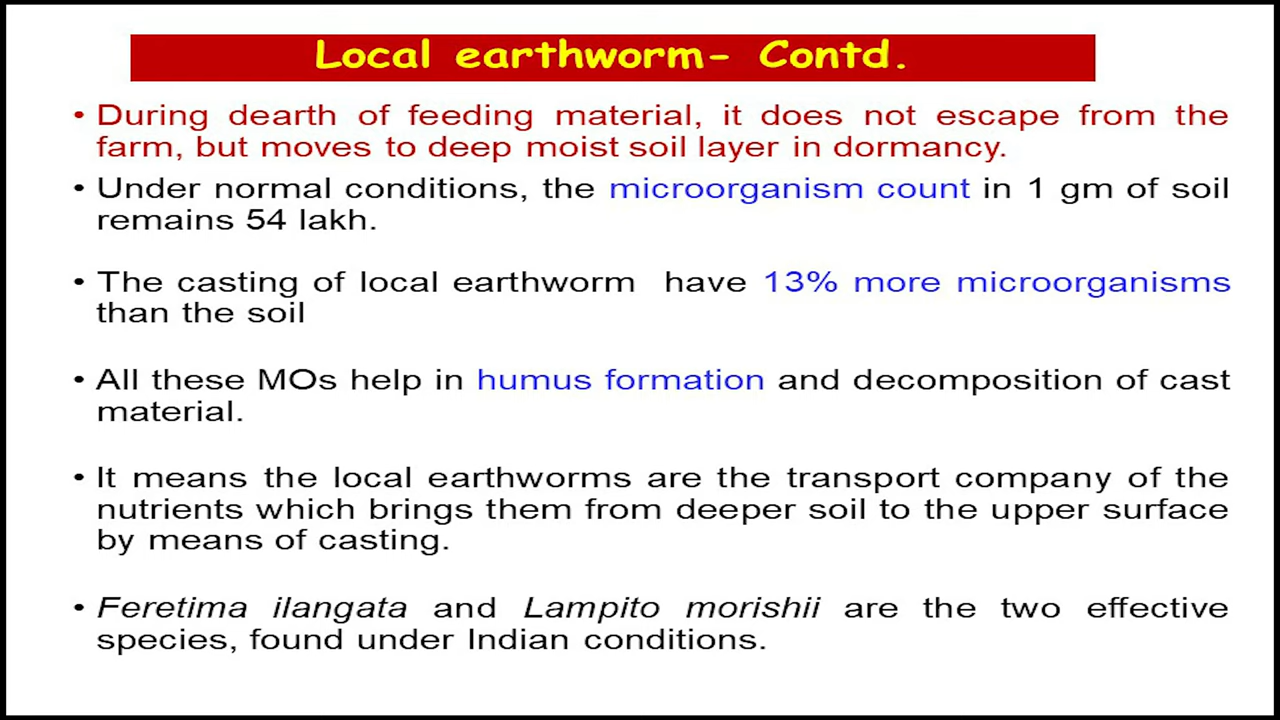 Local earthworm- Contd.
• During dearth of feeding material, it does not escape from the
farm, but moves to deep moist soil layer in dormancy.
• Under normal conditions, the microorganism count in 1 gm of soil
remains 54 lakh.
• The casting of local earthworm have 13% more microorganisms
than the soil
• All these MOs help in humus formation and decomposition of cast
material.
• It means the local earthworms are the transport company of the
nutrients which brings them from deeper soil to the upper surface
by means of casting.
• Feretima ilangata and Lampito morishii are the two effective
species, found under Indian conditions.